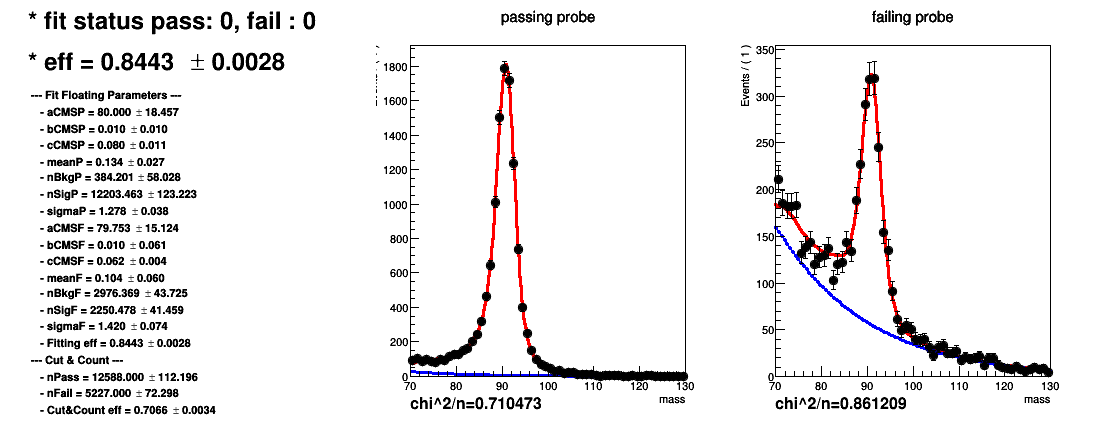 * fit status pass: 0, fail : 0
* eff = 0.8443 ± 0.0028
--- Fit Floating Parameters ---
- aCMSP = 80.000 ± 18.457
- bCMSP = 0.010 ± 0.010
- cCMSP = 0.080 ± 0.011
- meanP = 0.134 ± 0.027
- nBkgP = 384.201 ± 58.028
- nSigP = 12203.463 ± 123.223
- sigmaP = 1.278 ± 0.038
- aCMSF = 79.753 ± 15.124
- bCMSF = 0.010 ± 0.061
- cCMSF = 0.062 ± 0.004
- meanF = 0.104 ± 0.060
- nBkgF = 2976.369 ± 43.725
- nSigF = 2250.478 ± 41.459
- sigmaF = 1.420 ± 0.074
- Fitting eff = 0.8443 ± 0.0028
--- Cut & Count ---
- nPass = 12588.000 ± 112.196
- nFail = 5227.000 ± 72.298
- Cut&Count eff = 0.7066 ± 0.0034
passing probe
1800
1600
1400
1200
1000
800
600
400
200
0
70 80 90 100 110 120 130
mass
chi^2/n=0.710473
failing probe
Events / ( 1 )
350
300
250
200
150
100
50
0
70 80 90 100 110 120 130
mass
chi^2/n=0.861209